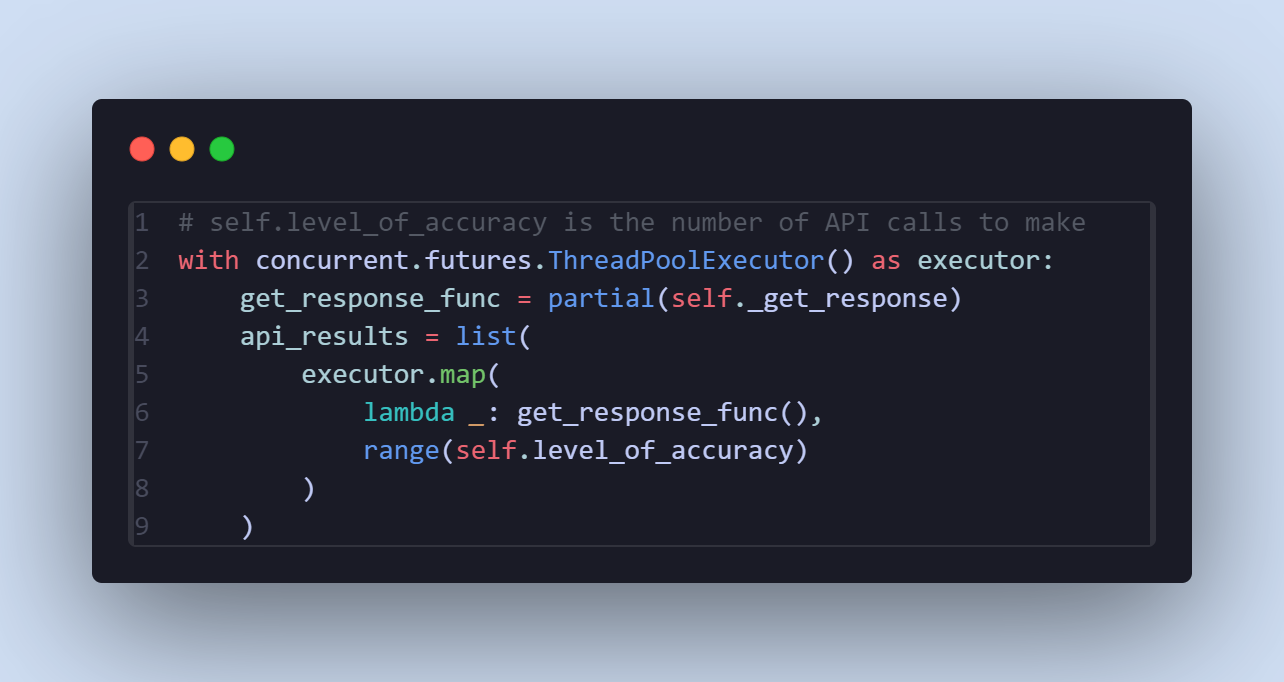 1 # self.level_of_accuracy is the number of API calls to make
2 with concurrent.futures.ThreadPoolExecutor() as executor:
3     get_response_func = partial(self._get_response)
4     api_results = list(
5         executor.map(
6             lambda _: get_response_func(),
7             range(self.level_of_accuracy)
8         )
9     )